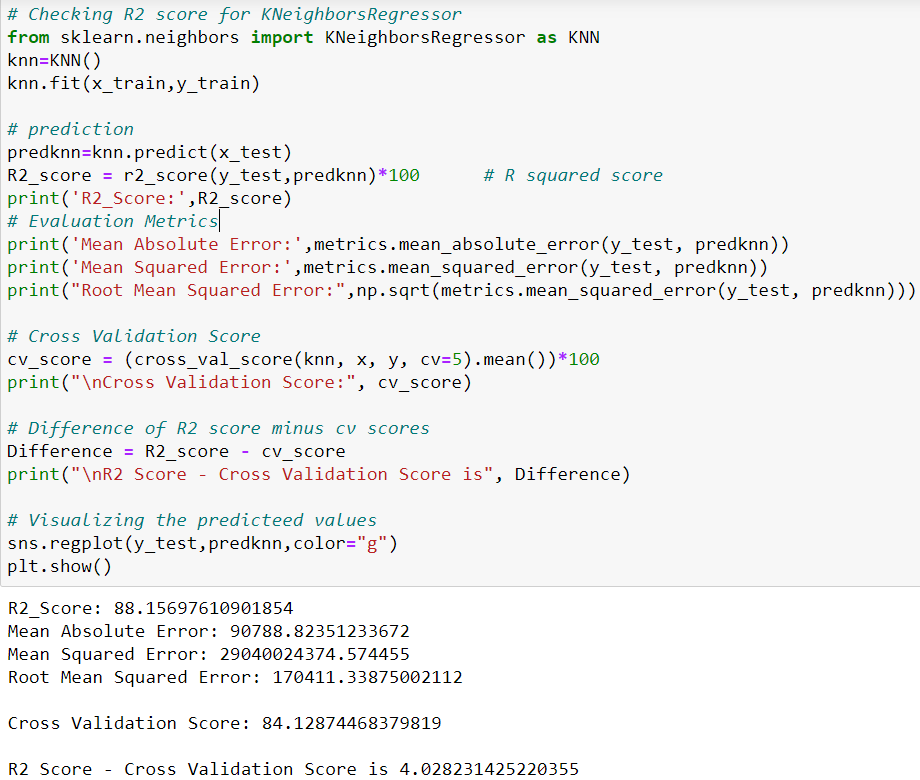 # Checking R2 score for KNeighborsRegressor
from sklearn.neighbors import KNeighborsRegressor as KNN
knn=KNN()
knn.fit(x_train,y_train)
# prediction
predknn=knn.predict(x_test)
R2_score = r2_score(y_test,predknn)*100      # R squared score
print('R2_Score:',R2_score)
# Evaluation Metrics
print('Mean Absolute Error:',metrics.mean_absolute_error(y_test, predknn))
print('Mean Squared Error:',metrics.mean_squared_error(y_test, predknn))
print("Root Mean Squared Error:",np.sqrt(metrics.mean_squared_error(y_test, predknn)))
# Cross Validation Score
cv_score = (cross_val_score(knn, x, y, cv=5).mean())*100
print("\nCross Validation Score:", cv_score)
# Difference of R2 score minus cv scores
Difference = R2_score - cv_score
print("\nR2 Score - Cross Validation Score is", Difference)
# Visualizing the predicteed values
sns.regplot(y_test,predknn,color="g")
plt.show()
R2_Score: 88.15697610901854
Mean Absolute Error: 90788.82351233672
Mean Squared Error: 29040024374.574455
Root Mean Squared Error: 170411.33875002112
Cross Validation Score: 84.12874468379819
R2 Score - Cross Validation Score is 4.028231425220355